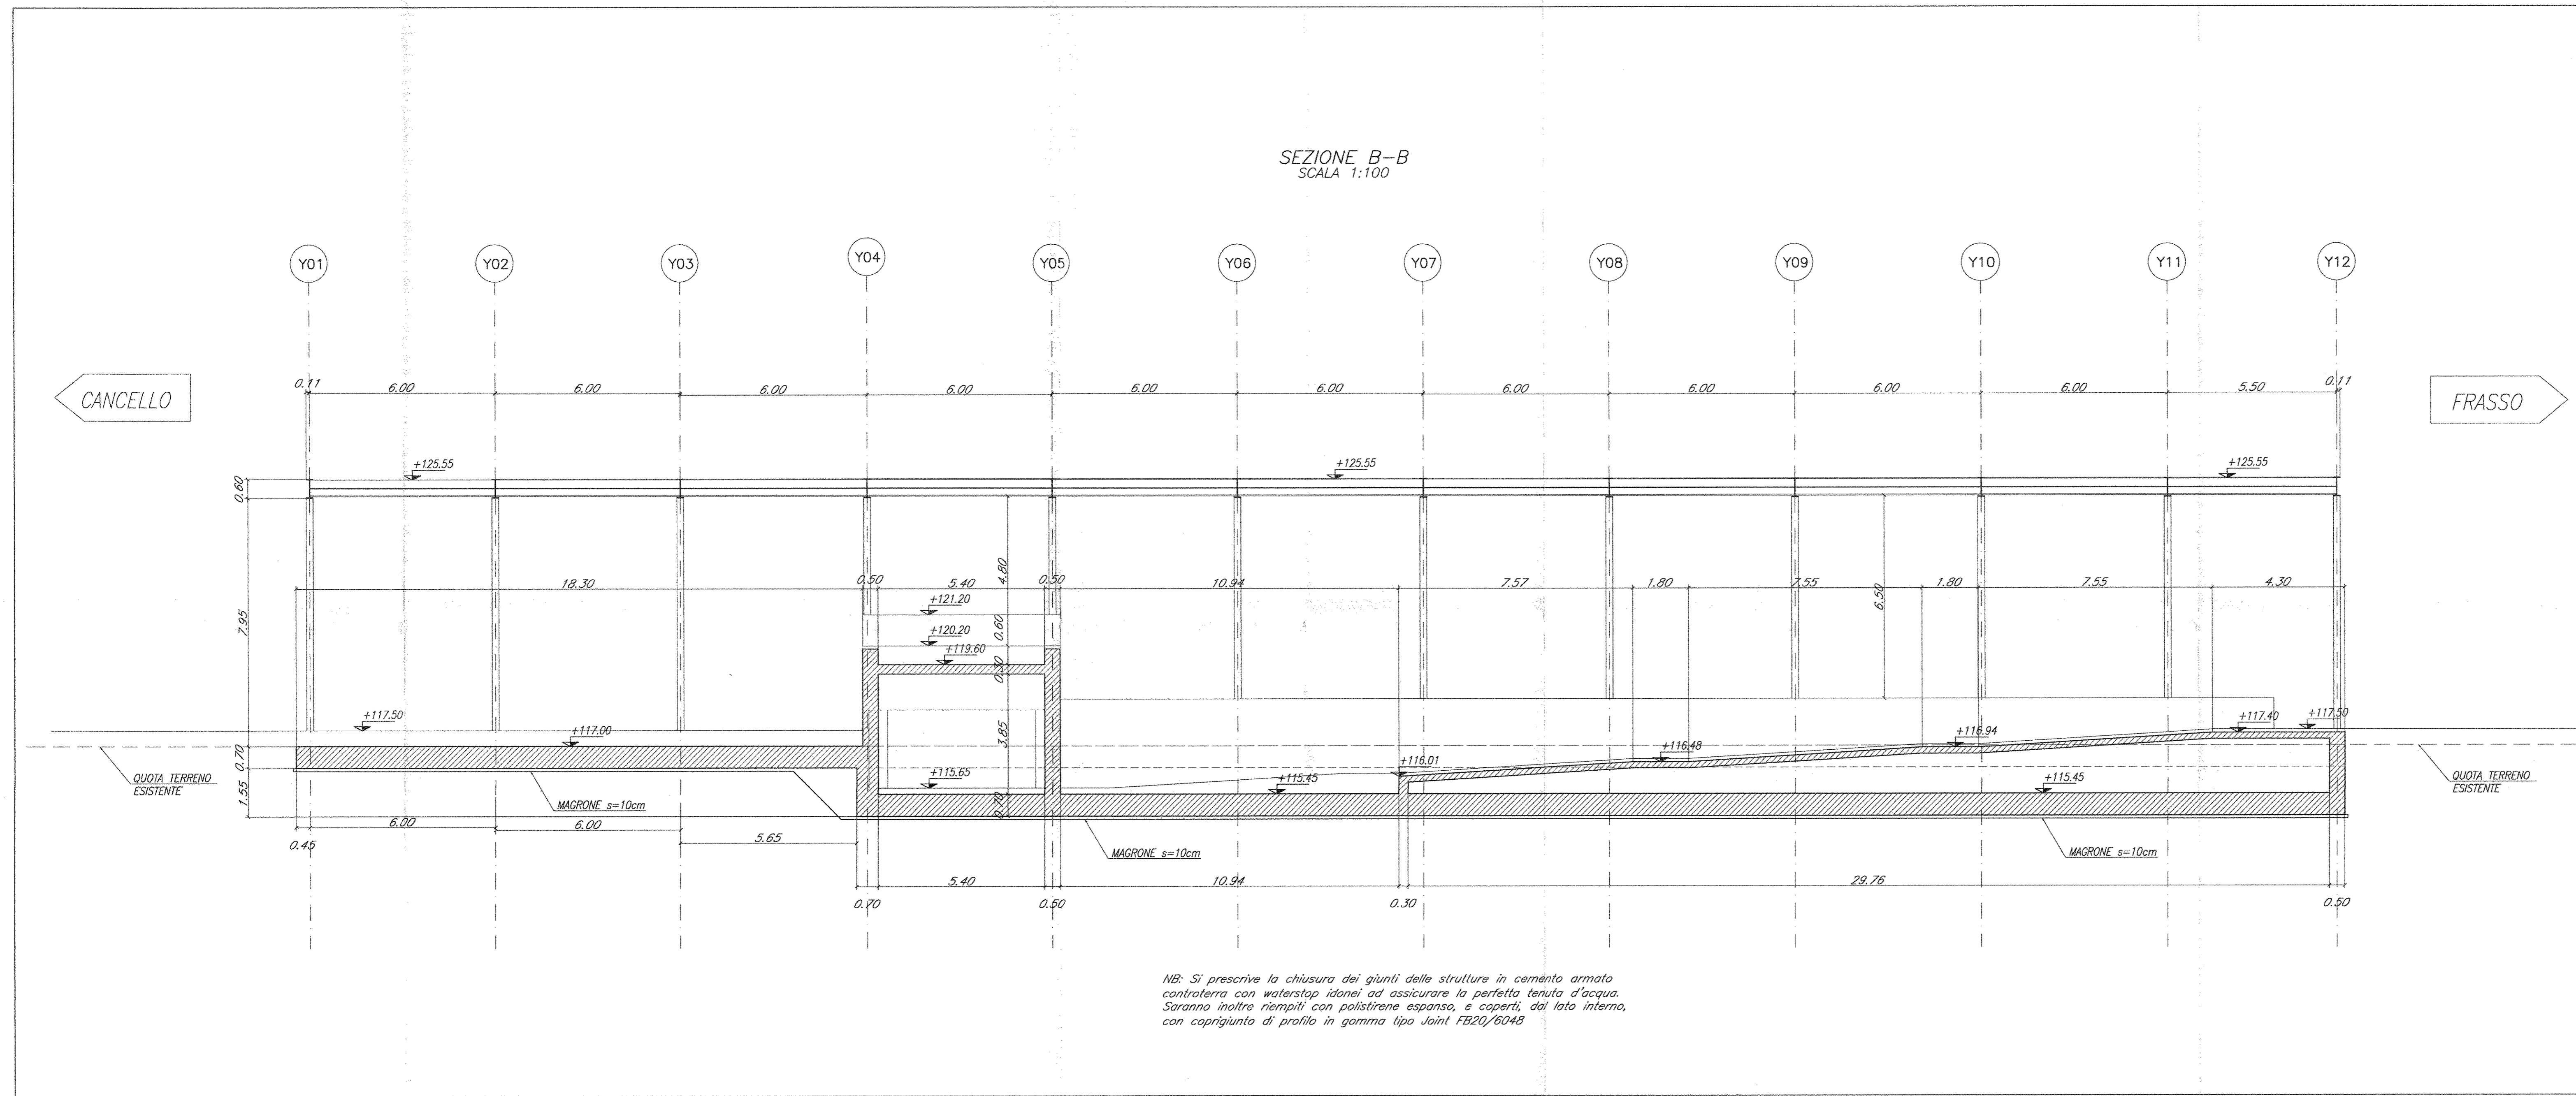 SEZIONE B-B
SCALA 1:100
Y01 Y02 Y03 Y04 Y05 Y06 Y07 Y08 Y09 Y10 Y11 Y12
0.11 6.00 6.00 6.00 6.00 6.00 6.00 6.00 6.00 6.00 6.00 5.50 0.11
CANCELLO
FRASSO
+125.55 +125.55 +125.55
0.60
7.95
0.70
1.55
4.80
0.60
0.30
3.85
0.70
6.50
18.30 0.50 5.40 0.50 10.94 7.57 1.80 7.55 1.80 7.55 4.30
+121.20
+120.20
+119.60
+117.50
+117.00
+115.65
+115.45
+116.01
+116.48
+116.94
+117.40
+117.50
+115.45
QUOTA TERRENO
ESISTENTE
QUOTA TERRENO
ESISTENTE
MAGRONE s=10cm
MAGRONE s=10cm
MAGRONE s=10cm
0.45 6.00 6.00 5.65
5.40 10.94 29.76
0.70 0.50 0.30 0.50
NB: Si prescrive la chiusura dei giunti delle strutture in cemento armato
controterra con waterstop idonei ad assicurare la perfetta tenuta d'acqua.
Saranno inoltre riempiti con polistirene espanso, e coperti, dal lato interno,
con coprigiunto di profilo in gomma tipo Joint FB20/6048